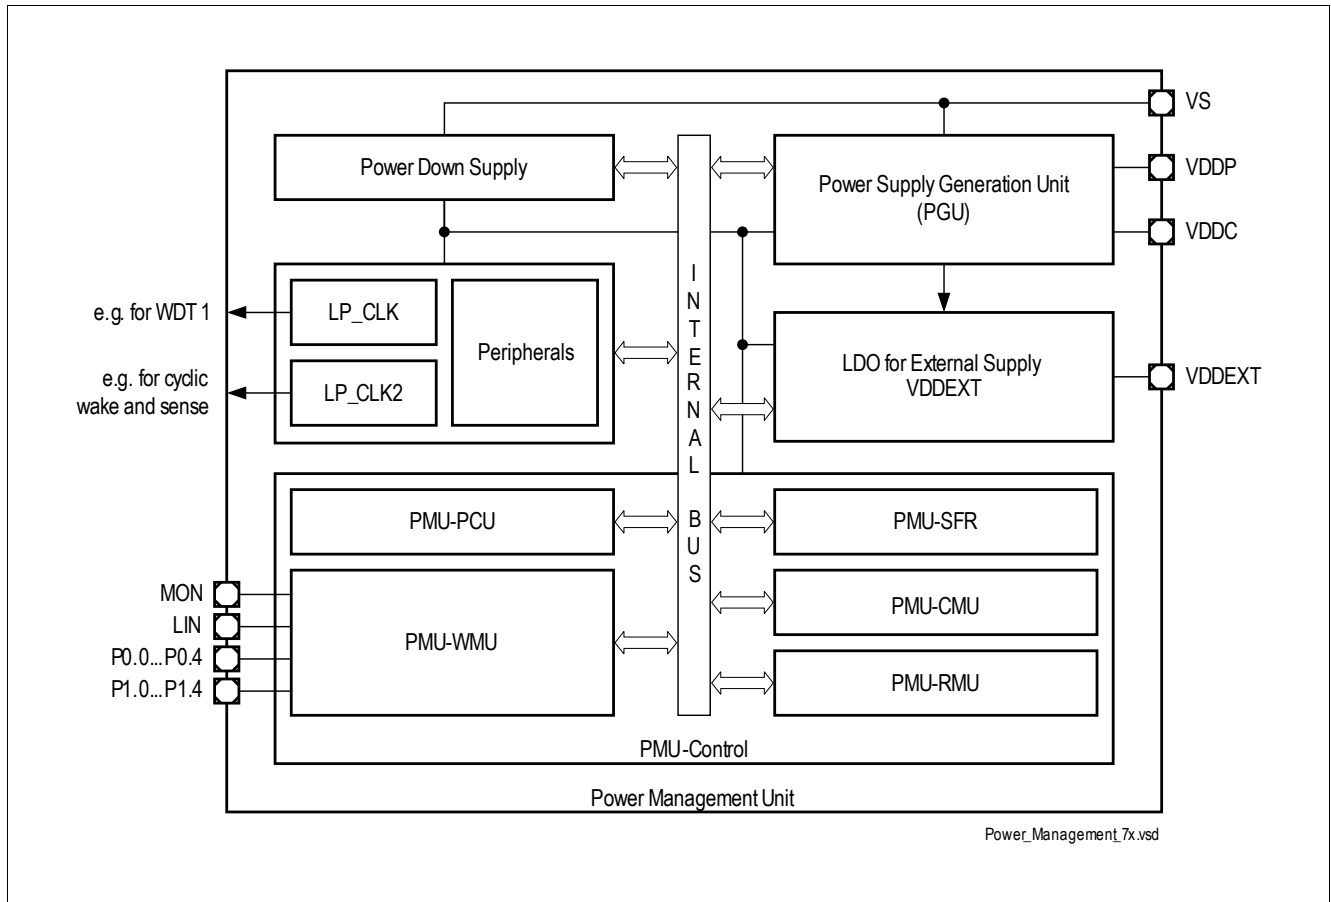 VS
Power Down Supply
Power Supply Generation Unit
(PGU)
VDDP
VDDC
INTERNAL BUS
e.g. for WDT 1
LP_CLK
Peripherals
LDO for External Supply
VDDEXT
VDDEXT
e.g. for cyclic
wake and sense
LP_CLK2
PMU-PCU
PMU-SFR
MON
LIN
P0.0...P0.4
P1.0...P1.4
PMU-WMU
PMU-CMU
PMU-RMU
PMU-Control
Power Management Unit
Power_Management_7x.vsd